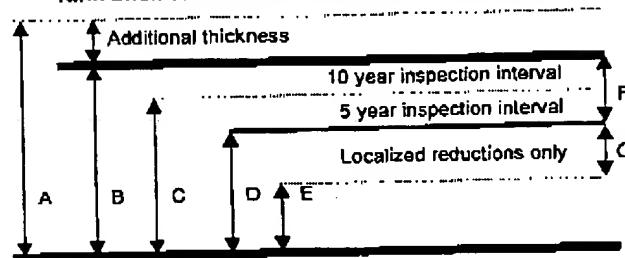 Additional thickness
10 year inspection interval
5 year inspection interval
Localized reductions only
A B C D E